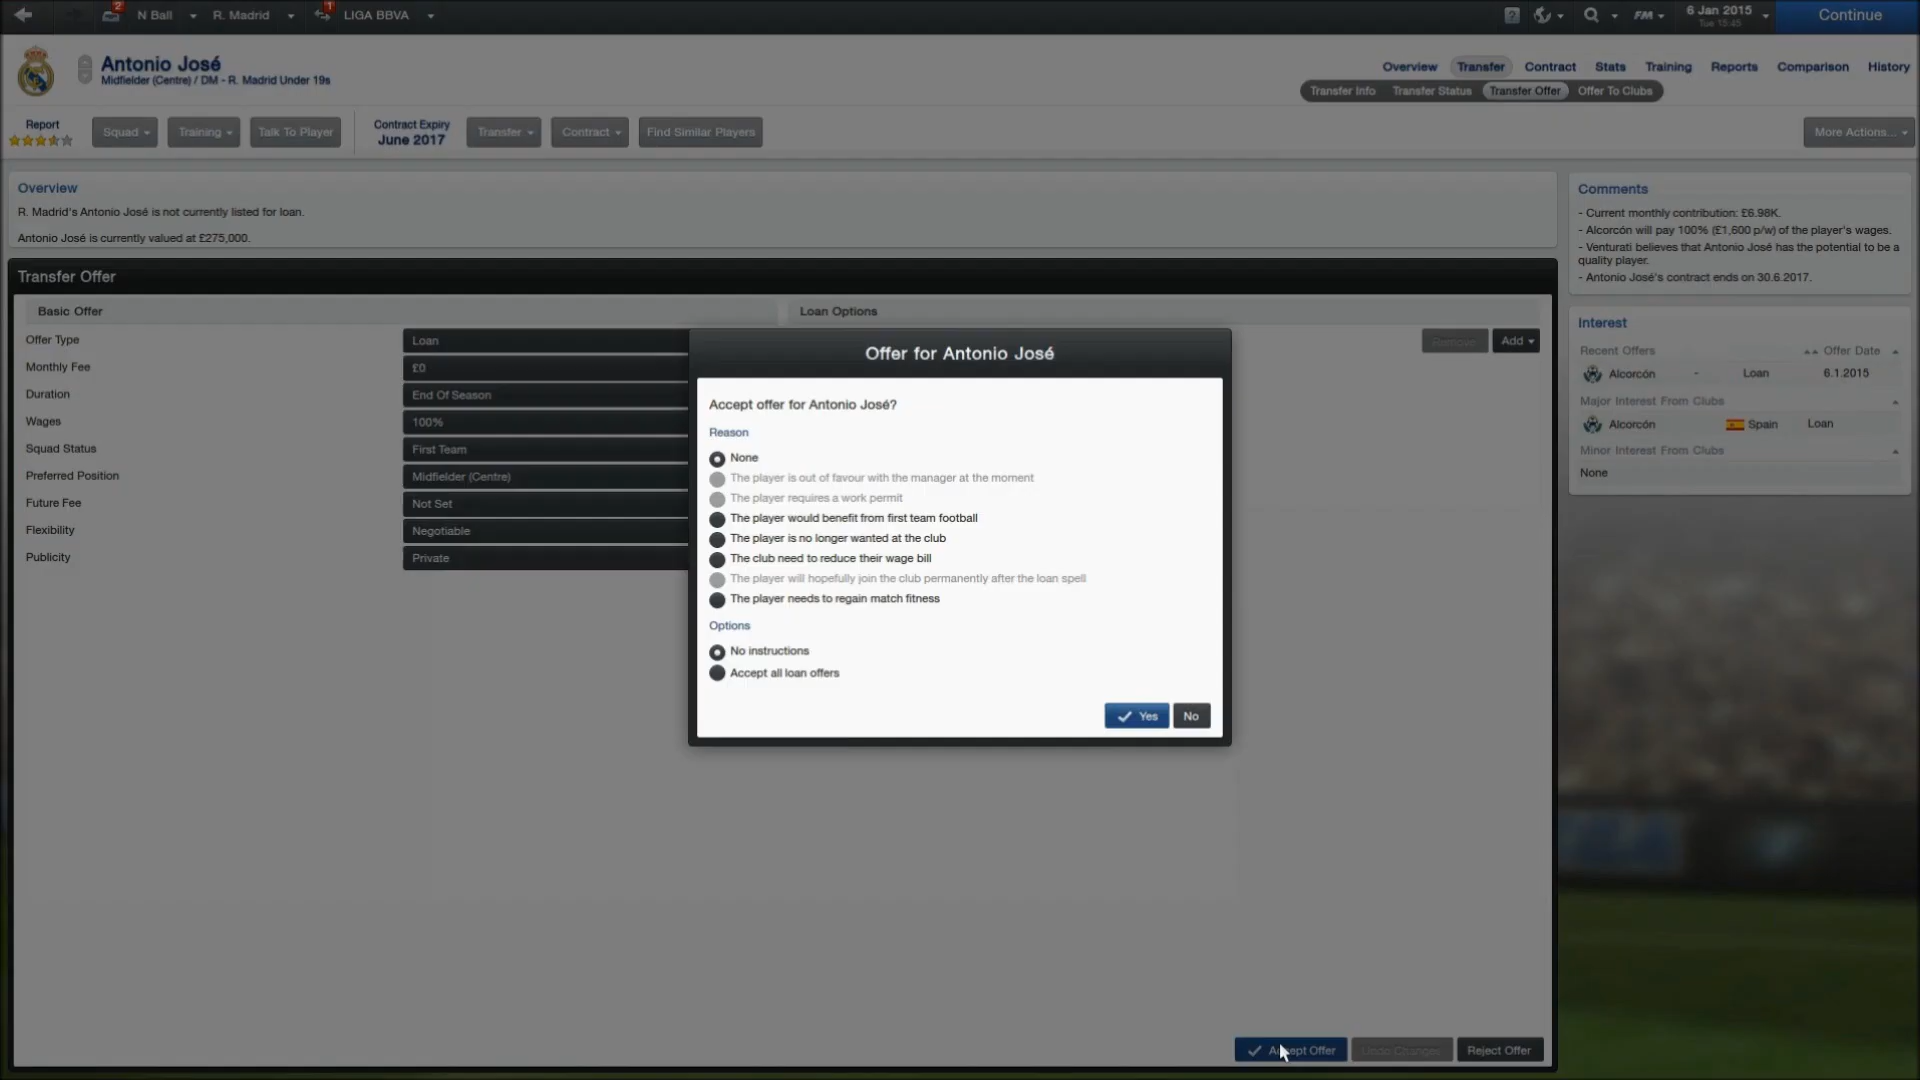 2
N Ball
R. Madrid
1
LIGA BBVA
FM
6 Jan 2015
Tue 15:45
Continue
Antonio José
Midfielder (Centre) / DM - R. Madrid Under 19s
Overview
Transfer
Contract
Stats
Training
Reports
Comparison
History
Transfer Info
Transfer Status
Transfer Offer
Offer To Clubs
Report
Squad
Training
Talk To Player
Contract Expiry
June 2017
Transfer
Contract
Find Similar Players
More Actions...
Overview
R. Madrid's Antonio José is not currently listed for loan.
Antonio José is currently valued at £275,000.
Comments
- Current monthly contribution: £6.98K.
- Alcorcón will pay 100% (£1,600 p/w) of the player's wages.
- Venturati believes that Antonio José has the potential to be a
quality player.
- Antonio José's contract ends on 30.6.2017.
Transfer Offer
Basic Offer
Loan Options
Offer Type
Loan
Monthly Fee
£0
Duration
End Of Season
Wages
100%
Squad Status
First Team
Preferred Position
Midfielder (Centre)
Future Fee
Not Set
Flexibility
Negotiable
Publicity
Private
Remove
Add
Interest
Recent Offers
Offer Date
Alcorcón
-
Loan
6.1.2015
Major Interest From Clubs
Alcorcón
Spain
Loan
Minor Interest From Clubs
None
Offer for Antonio José
Accept offer for Antonio José?
Reason
None
The player is out of favour with the manager at the moment
The player requires a work permit
The player would benefit from first team football
The player is no longer wanted at the club
The club need to reduce their wage bill
The player will hopefully join the club permanently after the loan spell
The player needs to regain match fitness
Options
No instructions
Accept all loan offers
Yes
No
Accept Offer
Undo Changes
Reject Offer